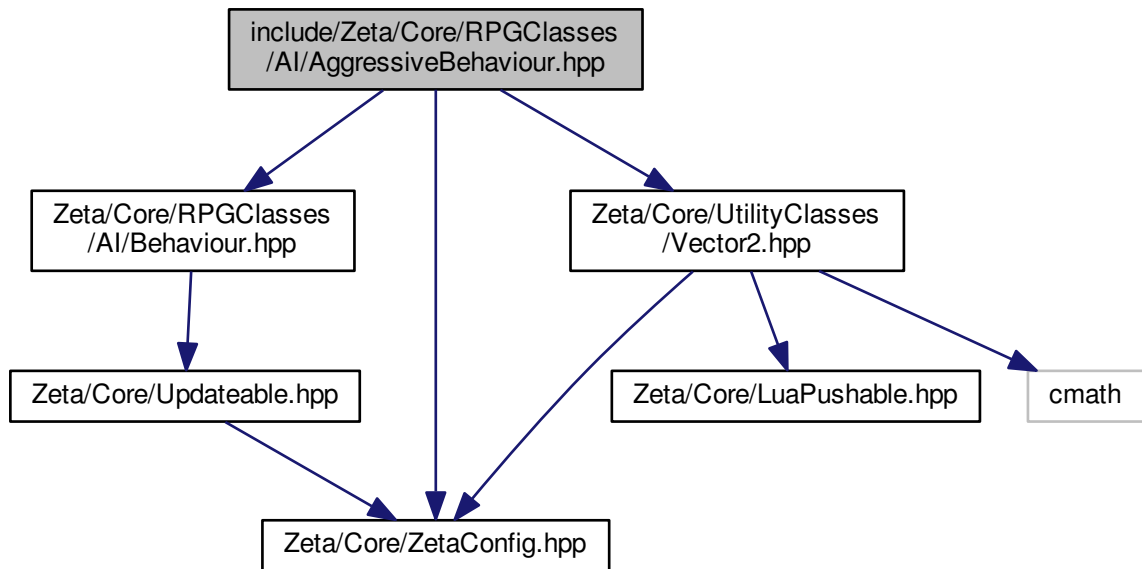 include/Zeta/Core/RPGClasses
/AI/AggressiveBehaviour.hpp
Zeta/Core/RPGClasses
/AI/Behaviour.hpp
Zeta/Core/UtilityClasses
/Vector2.hpp
Zeta/Core/Updateable.hpp
Zeta/Core/LuaPushable.hpp
cmath
Zeta/Core/ZetaConfig.hpp